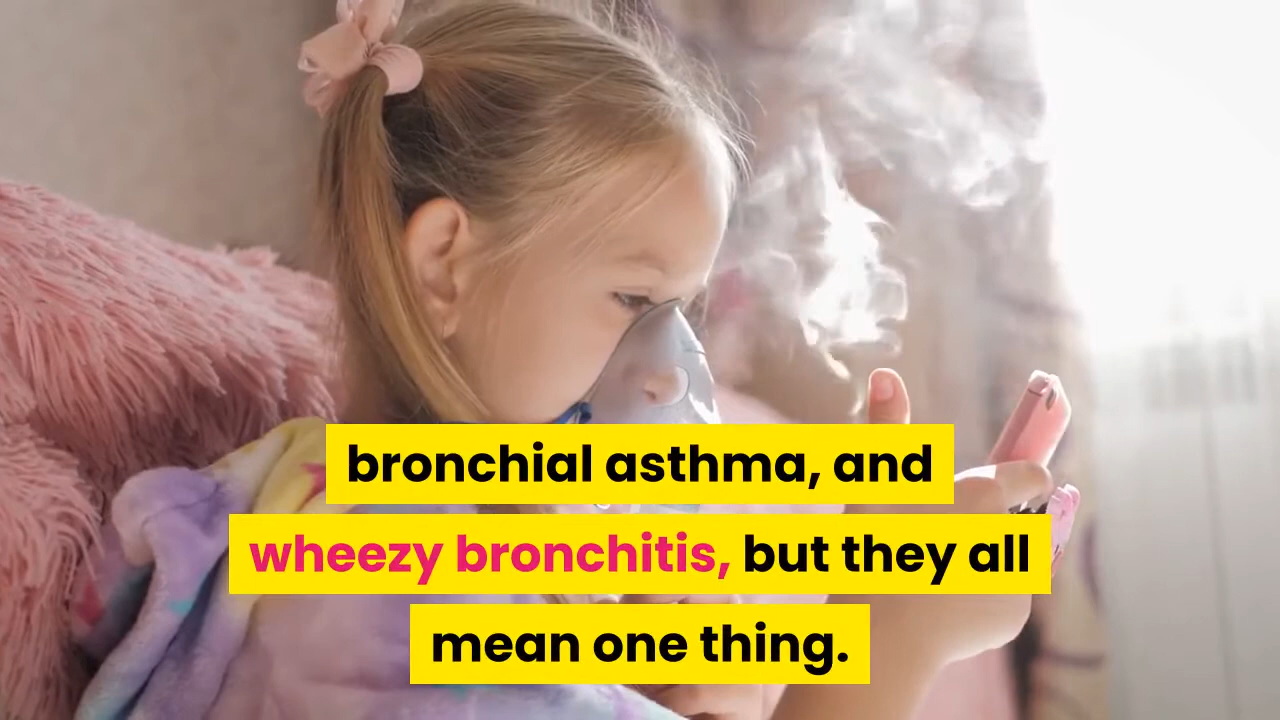 bronchial asthma, and
wheezy bronchitis, but they all
mean one thing.